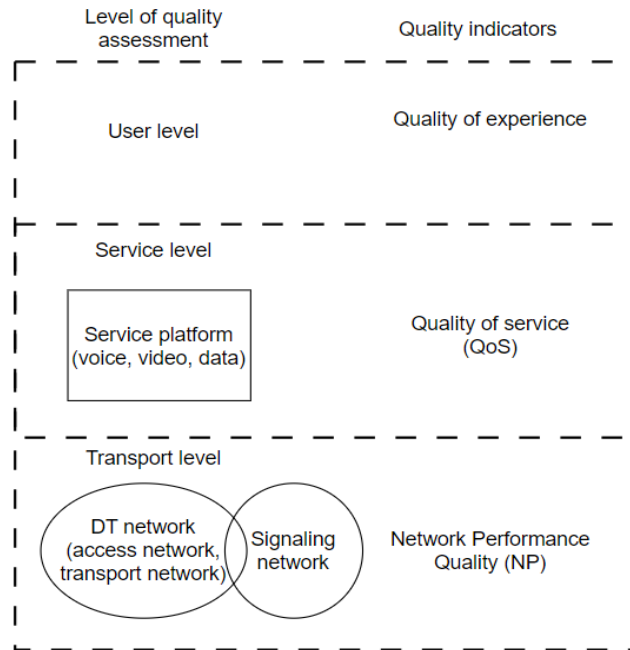 Level of quality
assessment
Quality indicators
User level
Quality of experience
Service level
Service platform
(voice, video, data)
Quality of service
(QoS)
Transport level
DT network
(access network,
transport network)
Signaling
network
Network Performance
Quality (NP)